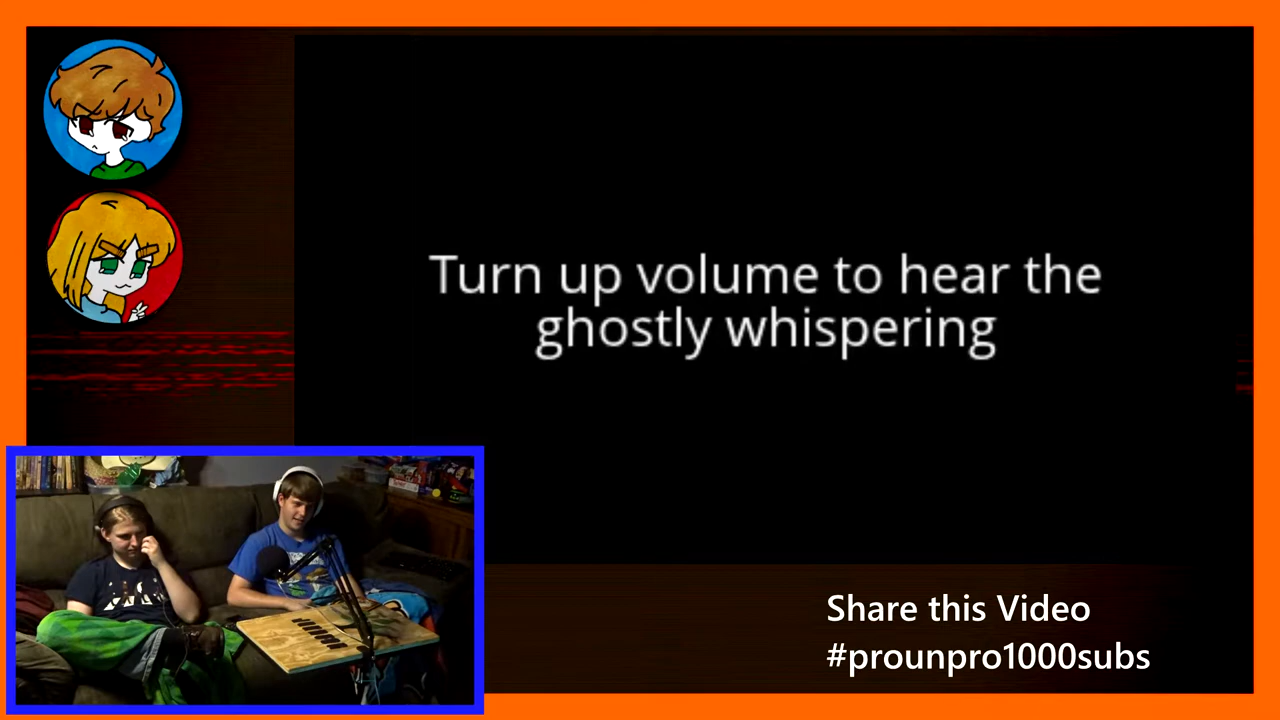 Turn up volume to hear the
ghostly whispering
Share this Video
#prounpro1000subs